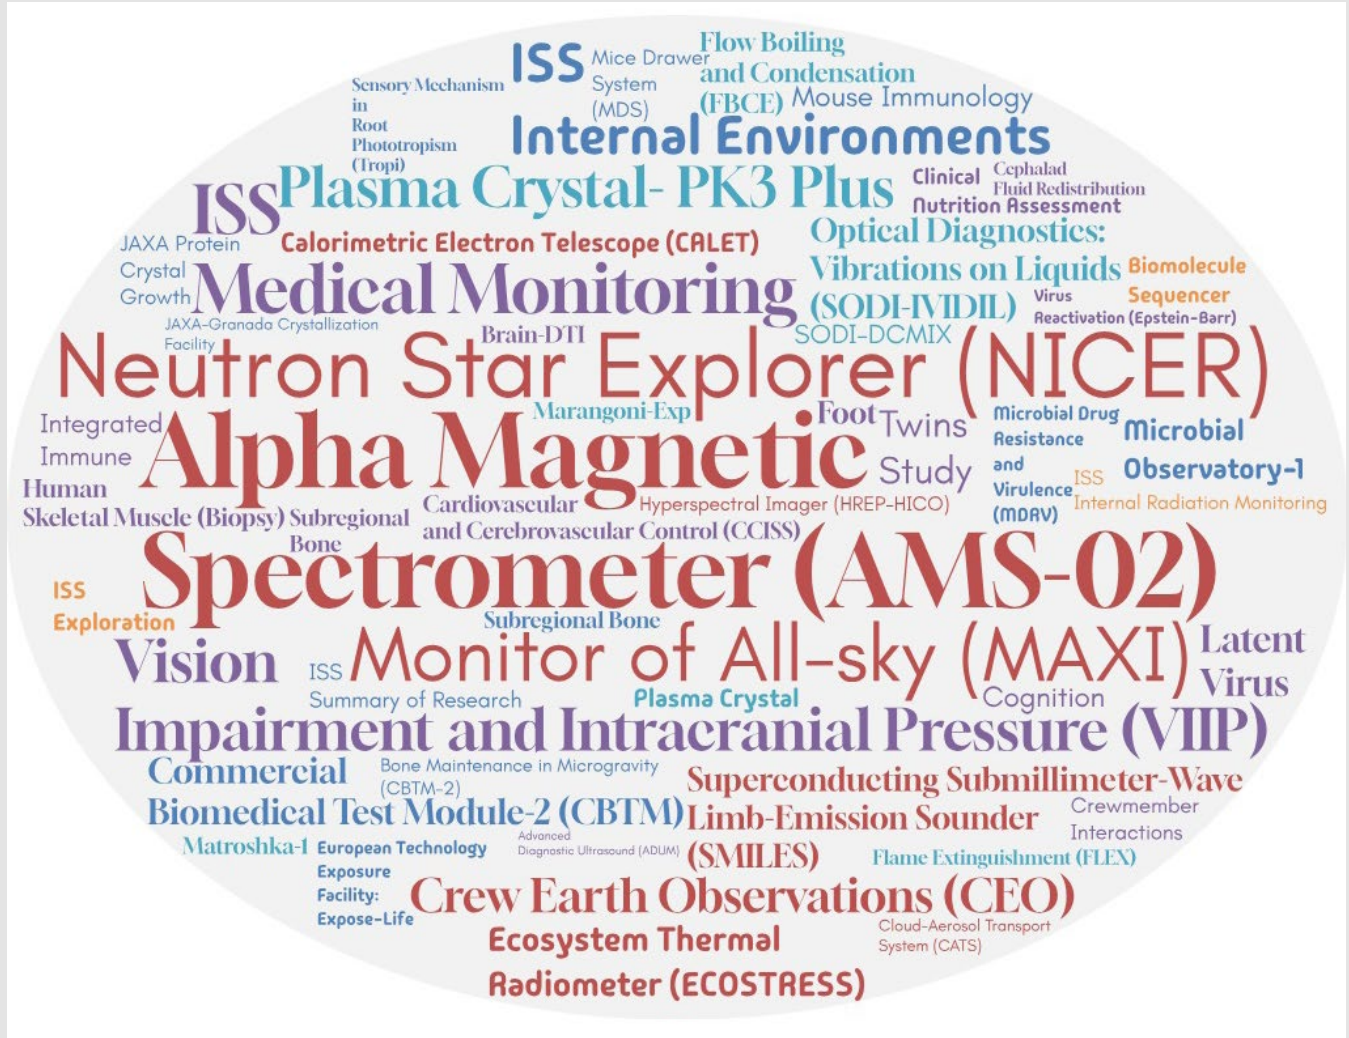 ISS
Internal Environments
Mice Drawer
System
(MDS)
Flow Boiling
and Condensation
(FBCE)
Mouse Immunology
Sensory Mechanism
in
Root
Phototropism
(Tropi)
ISS
Medical Monitoring
Plasma Crystal- PK3 Plus
Clinical
Nutrition Assessment
Cephalad
Fluid Redistribution
JAXA Protein
Crystal
Growth
Calorimetric Electron Telescope (CALET)
Optical Diagnostics:
Vibrations on Liquids
(SODI-IVIDIL)
Biomolecule
Sequencer
Virus
Reactivation (Epstein-Barr)
JAXA-Granada Crystallization
Facility
Brain-DTI
SODI-DCMIX
Neutron Star Explorer (NICER)
Integrated
Immune
Alpha Magnetic
Spectrometer (AMS-02)
Marangoni-Exp
Foot
Twins
Study
Microbial Drug
Resistance
and
Virulence
(MDRV)
Microbial
Observatory-1
ISS
Internal Radiation Monitoring
Human
Skeletal Muscle (Biopsy)
Subregional
Bone
Cardiovascular
and Cerebrovascular Control (CCISS)
Hyperspectral Imager (HREP-HICO)
ISS
Exploration
Subregional Bone
Vision
Impairment and Intracranial Pressure (VIIP)
ISS
Summary of Research
Monitor of All-sky (MAXI)
Latent
Virus
Plasma Crystal
Cognition
Commercial
Biomedical Test Module-2 (CBTM)
Bone Maintenance in Microgravity
(CBTM-2)
Superconducting Submillimeter-Wave
Limb-Emission Sounder
(SMILES)
Crewmember
Interactions
Matroshka-1
European Technology
Exposure
Facility:
Expose-Life
Advanced
Diagnostic Ultrasound (ADUM)
Flame Extinguishment (FLEX)
Crew Earth Observations (CEO)
Cloud-Aerosol Transport
System (CATS)
Ecosystem Thermal
Radiometer (ECOSTRESS)